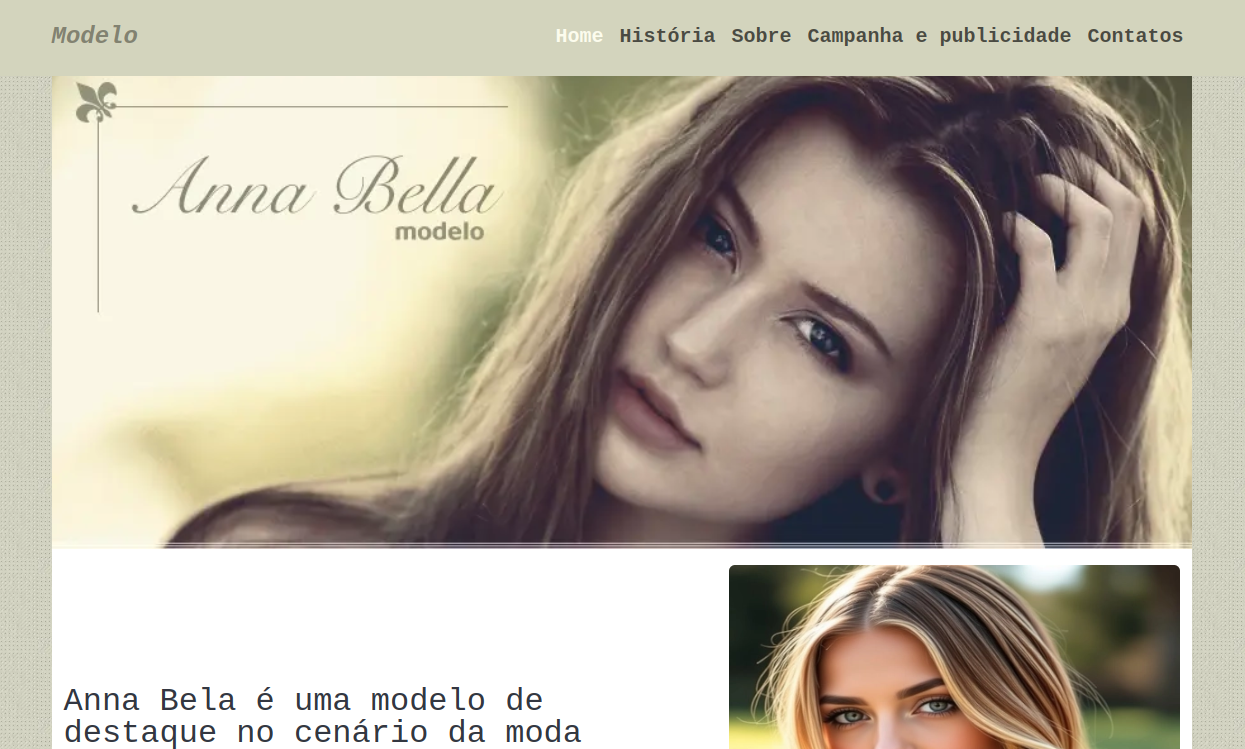 Modelo
Home História Sobre Campanha e publicidade Contatos
Anna Bella
modelo
Anna Bela é uma modelo de
destaque no cenário da moda